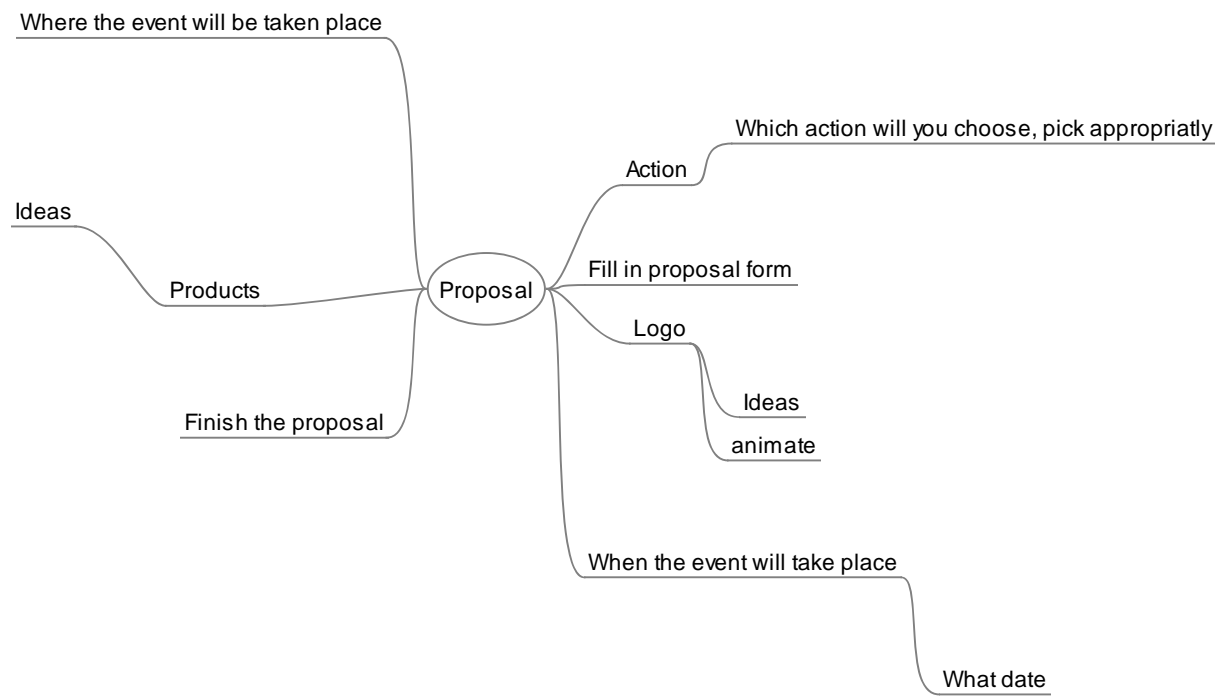 Where the event will be taken place
Which action will you choose, pick appropriatly
Action
Ideas
Fill in proposal form
Products
Proposal
Logo
Ideas
Finish the proposal
animate
When the event will take place
What date